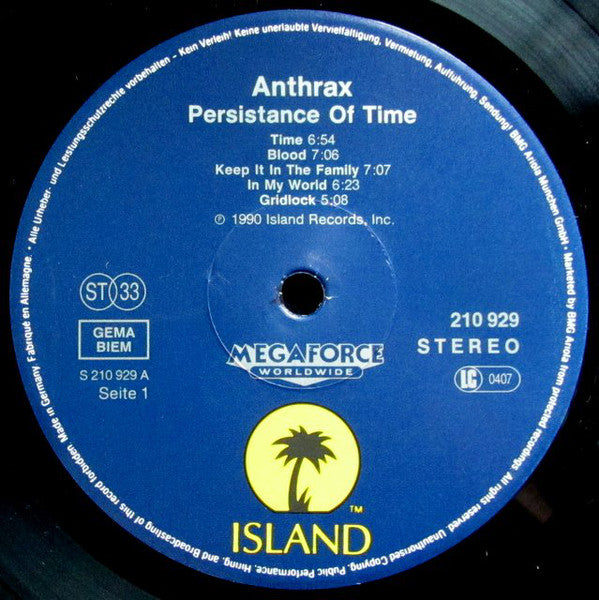 Anthrax
Persistance Of Time
Time 6:54
Blood 7:06
Keep It In The Family 7:07
In My World 6:23
Gridlock 5:08
℗ 1990 Island Records, Inc.
ST 33
GEMA
BIEM
S 210 929 A
Seite 1
MEGAFORCE
WORLDWIDE
210 929
STEREO
LC 0407
TM
ISLAND
• Alle Urheber- und Leistungsschutzrechte vorbehalten - Kein Verleih! Keine unerlaubte Vervielfältigung, Vermietung, Aufführung, Sendung! BMG Ariola München GmbH • Marketed by BMG Ariola from protected recordings. All rights reserved. Unauthorised Copying, Public Performance, Hiring, and Broadcasting of this record forbidden. Made in Germany. Fabriqué en Allemagne.